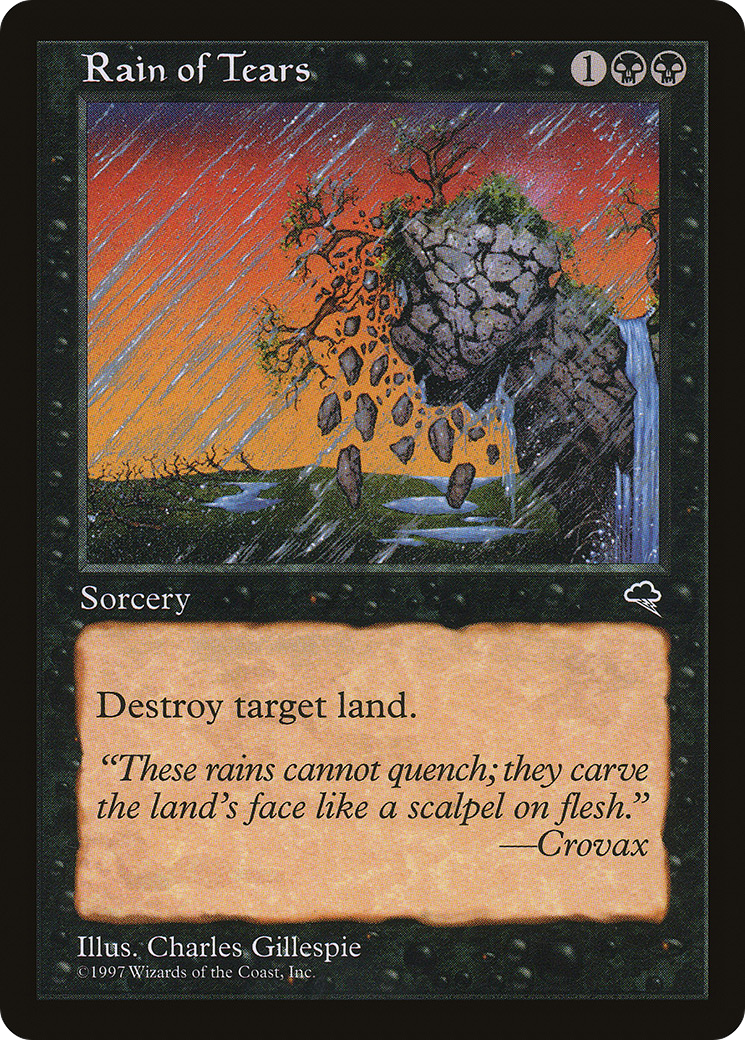 Rain of Tears 1
Sorcery
Destroy target land.
“These rains cannot quench; they carve
the land’s face like a scalpel on flesh.”
—Crovax
Illus. Charles Gillespie
©1997 Wizards of the Coast, Inc.